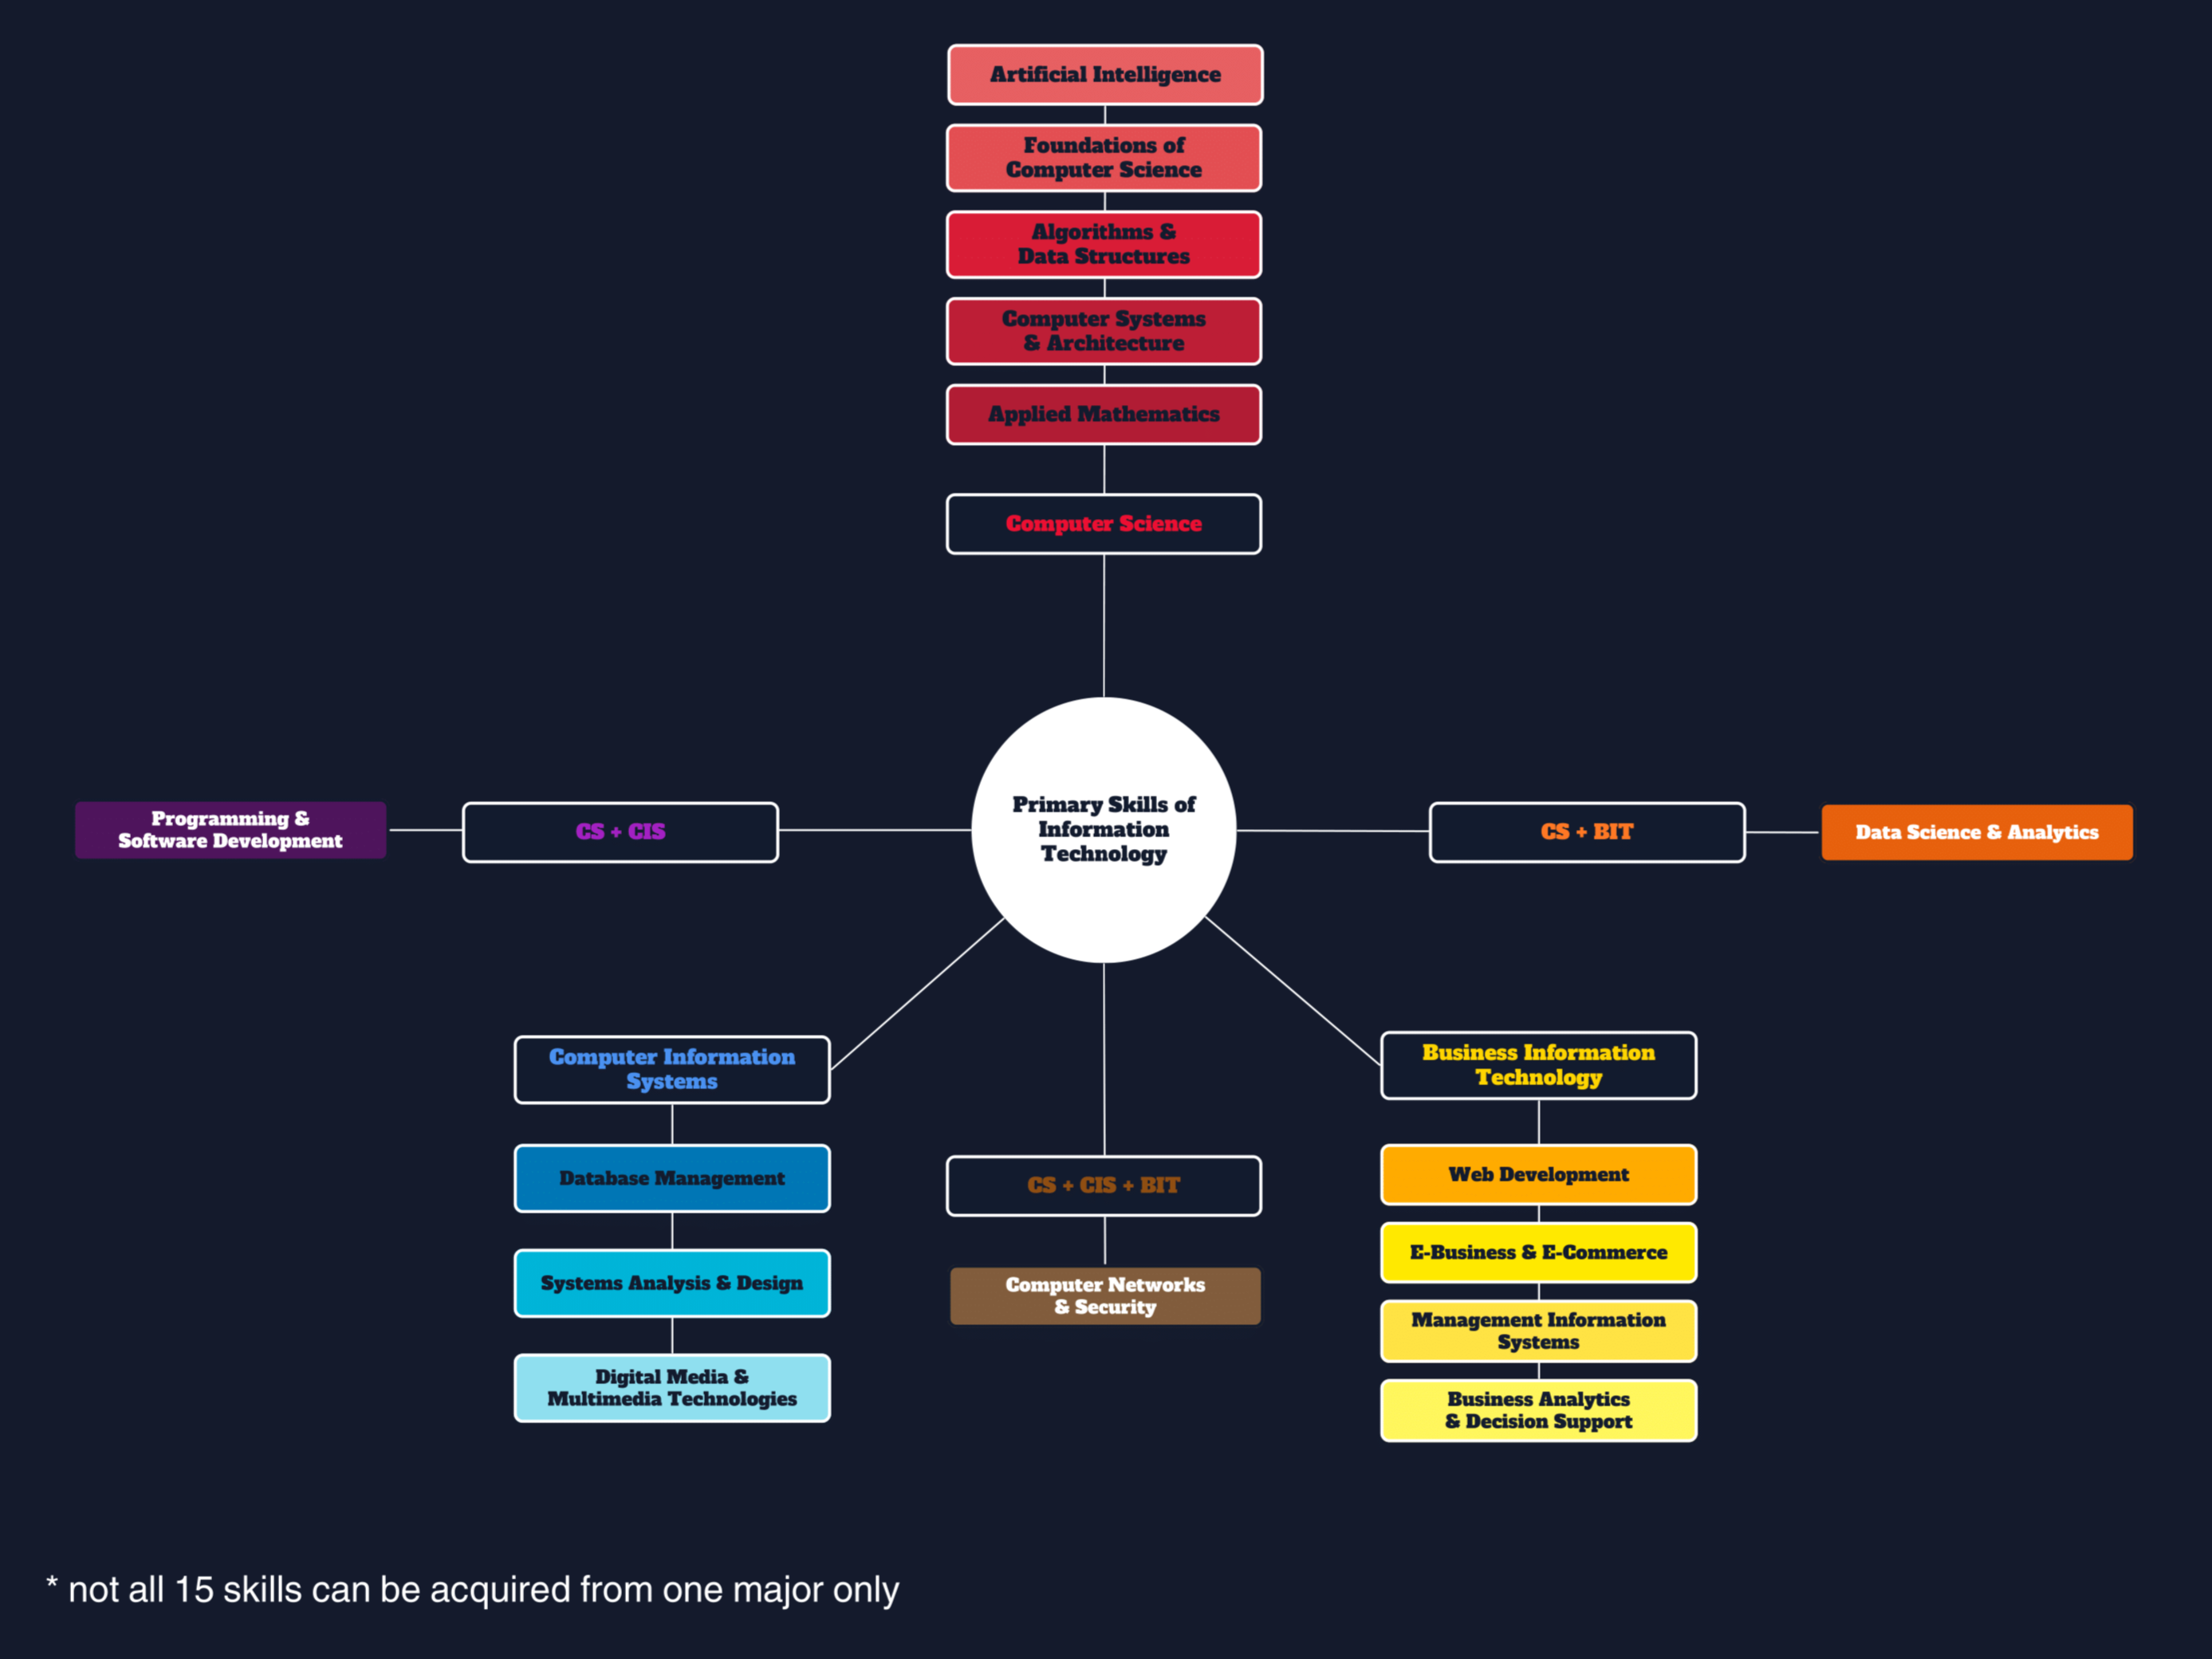 Artificial Intelligence
Foundations of
Computer Science
Algorithms &
Data Structures
Computer Systems
& Architecture
Applied Mathematics
Computer Science
Programming &
Software Development
CS + CIS
Primary Skills of
Information
Technology
CS + BIT
Data Science & Analytics
Computer Information
Systems
Database Management
Systems Analysis & Design
Digital Media &
Multimedia Technologies
CS + CIS + BIT
Computer Networks
& Security
Business Information
Technology
Web Development
E-Business & E-Commerce
Management Information
Systems
Business Analytics
& Decision Support
* not all 15 skills can be acquired from one major only